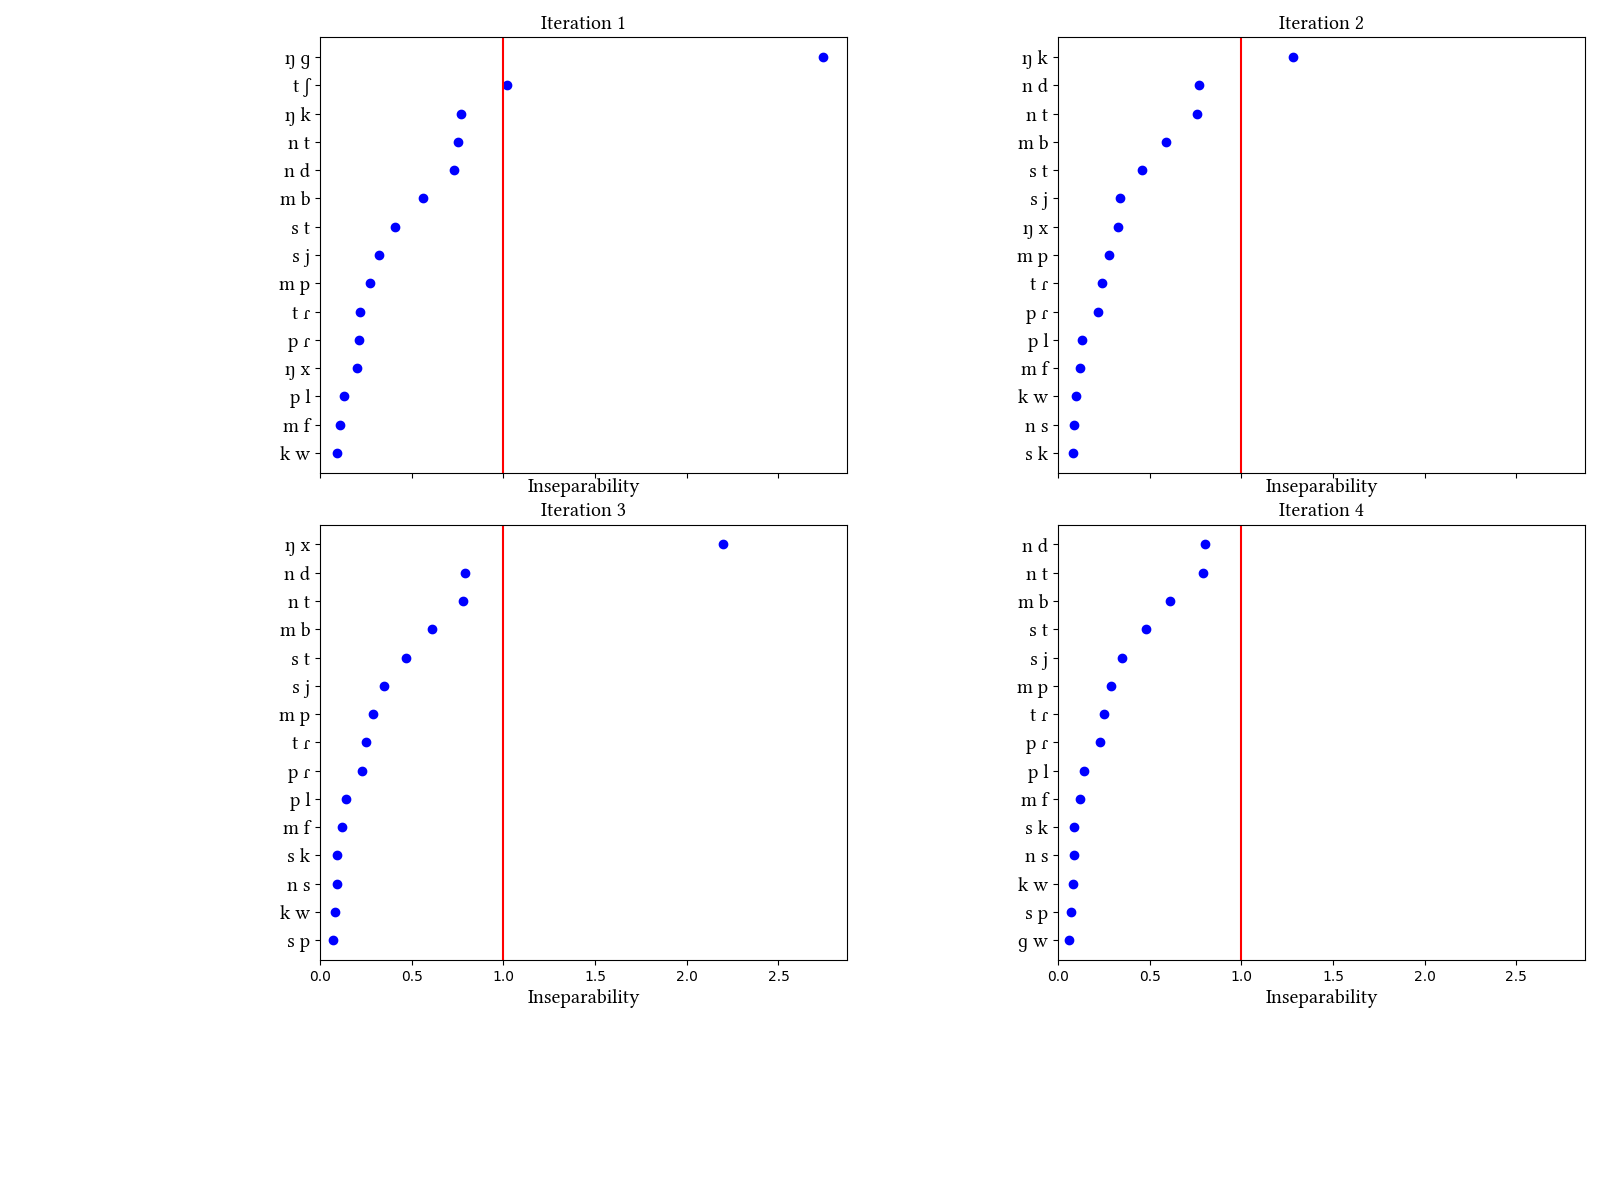 Iteration 1
ŋ ɡ
t ʃ
ŋ k
n t
n d
m b
s t
s j
m p
t ɾ
p ɾ
ŋ x
p l
m f
k w
Inseparability
Iteration 2
ŋ k
n d
n t
m b
s t
s j
ŋ x
m p
t ɾ
p ɾ
p l
m f
k w
n s
s k
Inseparability
Iteration 3
ŋ x
n d
n t
m b
s t
s j
m p
t ɾ
p ɾ
p l
m f
s k
n s
k w
s p
0.0 0.5 1.0 1.5 2.0 2.5
Inseparability
Iteration 4
n d
n t
m b
s t
s j
m p
t ɾ
p ɾ
p l
m f
s k
n s
k w
s p
ɡ w
0.0 0.5 1.0 1.5 2.0 2.5
Inseparability